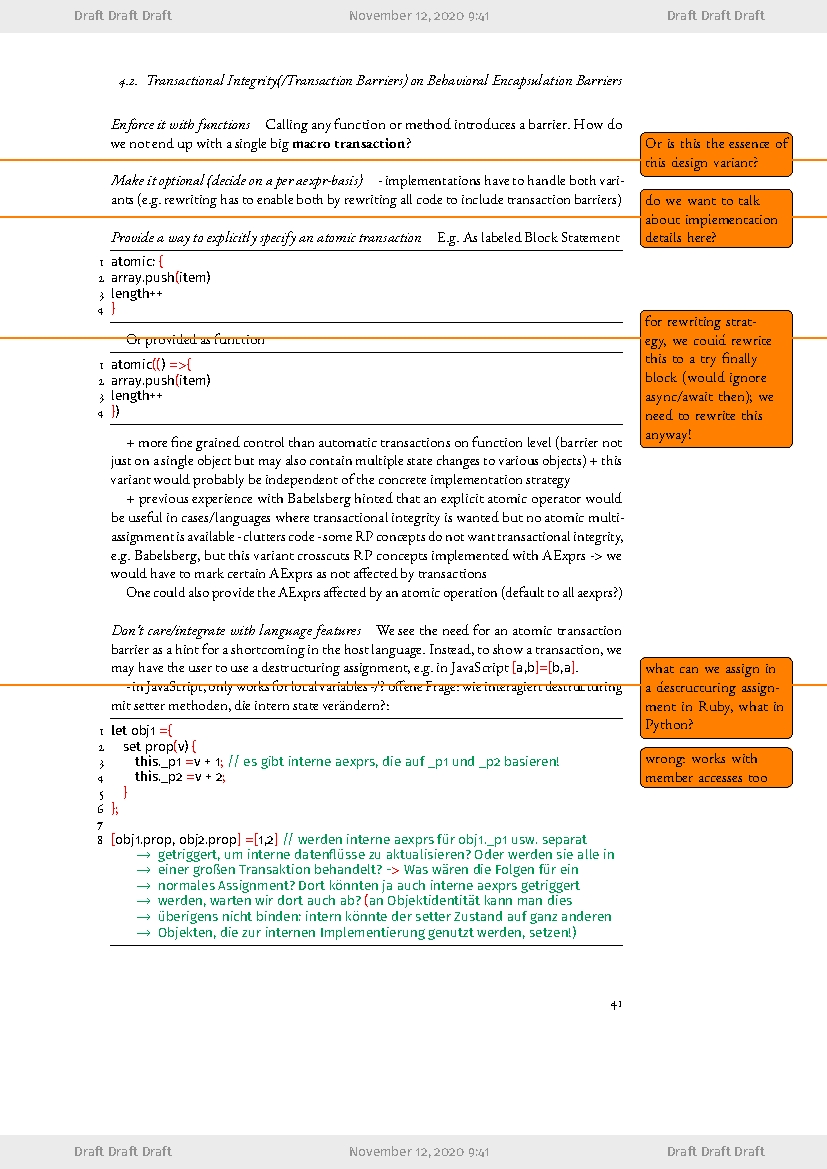 Draft Draft Draft November 12, 2020 9:41 Draft Draft Draft
4.2. Transactional Integrity(/Transaction Barriers) on Behavioral Encapsulation Barriers
Enforce it with functions Calling any function or method introduces a barrier. How do
we not end up with a single big macro transaction?
Or is this the essence of
this design variant?
Make it optional (decide on a per aexpr-basis) - implementations have to handle both vari-
ants (e.g. rewriting has to enable both by rewriting all code to include transaction barriers)
do we want to talk
about implementation
details here?
Provide a way to explicitly specify an atomic transaction E.g. As labeled Block Statement
1 atomic: {
2 array.push(item)
3 length++
4 }
Or provided as function
for rewriting strat-
egy, we could rewrite
this to a try finally
block (would ignore
async/await then); we
need to rewrite this
anyway!
1 atomic(() =>{
2 array.push(item)
3 length++
4 })
+ more fine grained control than automatic transactions on function level (barrier not
just on a single object but may also contain multiple state changes to various objects) + this
variant would probably be independent of the concrete implementation strategy
+ previous experience with Babelsberg hinted that an explicit atomic operator would
be useful in cases/languages where transactional integrity is wanted but no atomic multi-
assignment is available - clutters code - some RP concepts do not want transactional integrity,
e.g. Babelsberg, but this variant crosscuts RP concepts implemented with AExprs -> we
would have to mark certain AExprs as not affected by transactions
One could also provide the AExprs affected by an atomic operation (default to all aexprs?)
Don't care/integrate with language features We see the need for an atomic transaction
barrier as a hint for a shortcoming in the host language. Instead, to show a transaction, we
may have the user to use a destructuring assignment, e.g. in JavaScript [a,b]=[b,a].
- in JavaScript, only works for local variables -/? offene Frage: wie interagiert destructuring
mit setter methoden, die intern state verändern?:
what can we assign in
a destructuring assign-
ment in Ruby, what in
Python?
wrong: works with
member accesses too
1 let obj1 ={
2 set prop(v) {
3 this._p1 =v + 1; // es gibt interne aexprs, die auf _p1 und _p2 basieren!
4 this._p2 =v + 2;
5 }
6 };
7
8 [obj1.prop, obj2.prop] =[1,2] // werden interne aexprs für obj1._p1 usw. separat
→ getriggert, um interne datenflüsse zu aktualisieren? Oder werden sie alle in
→ einer großen Transaktion behandelt? -> Was wären die Folgen für ein
→ normales Assignment? Dort könnten ja auch interne aexprs getriggert
→ werden, warten wir dort auch ab? (an Objektidentität kann man dies
→ überigens nicht binden: intern könnte der setter Zustand auf ganz anderen
→ Objekten, die zur internen Implementierung genutzt werden, setzen!)
41
Draft Draft Draft November 12, 2020 9:41 Draft Draft Draft